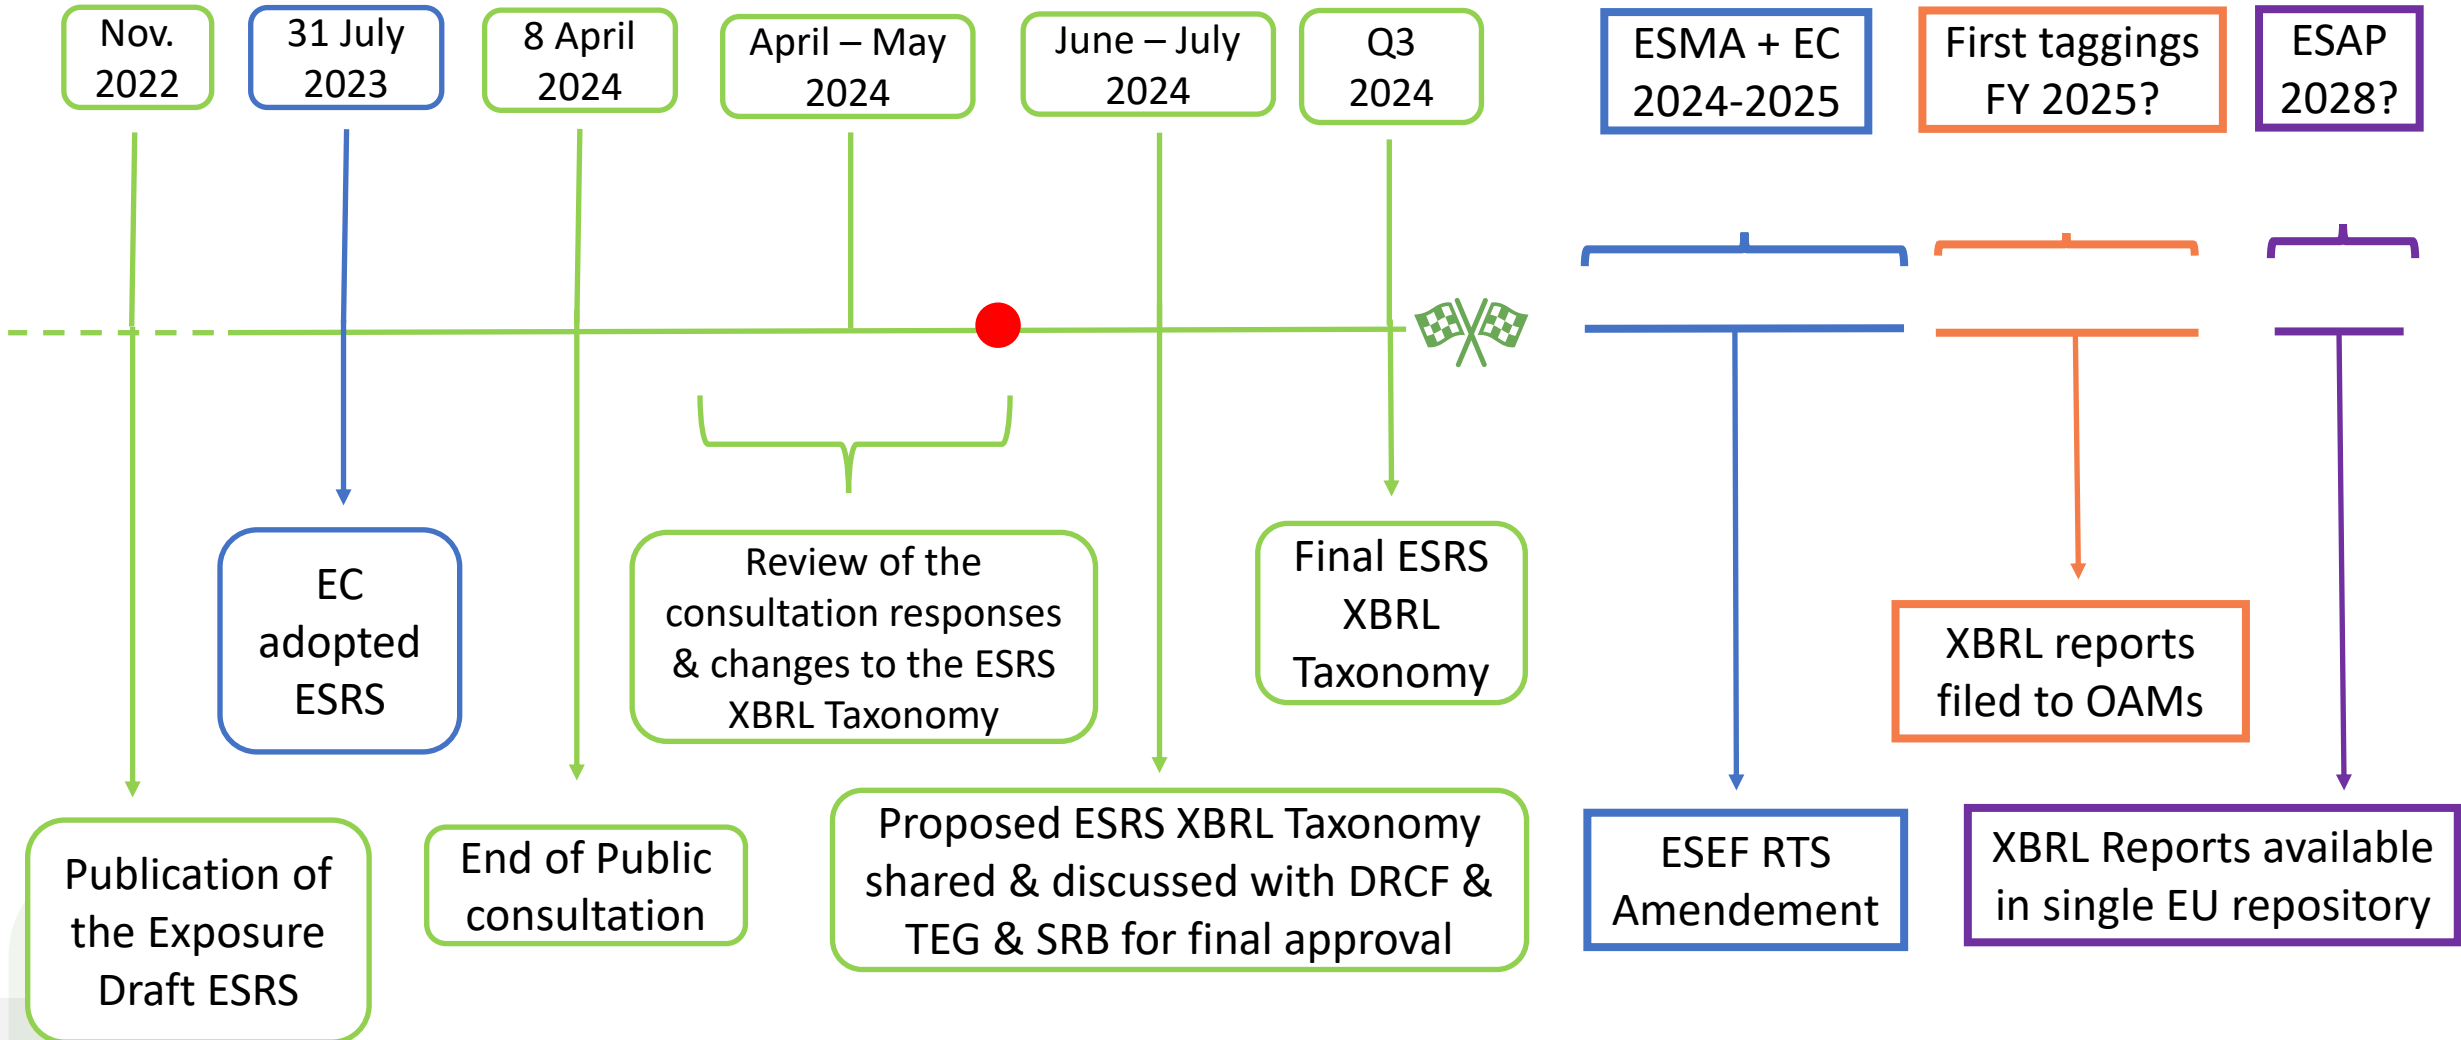 Nov.
2022
31 July
2023
8 April
2024
April – May
2024
June – July
2024
Q3
2024
ESMA + EC
2024-2025
First taggings
FY 2025?
ESAP
2028?
EC
adopted
ESRS
Review of the
consultation responses
& changes to the ESRS
XBRL Taxonomy
Final ESRS
XBRL
Taxonomy
XBRL reports
filed to OAMs
Publication of
the Exposure
Draft ESRS
End of Public
consultation
Proposed ESRS XBRL Taxonomy
shared & discussed with DRCF &
TEG & SRB for final approval
ESEF RTS
Amendement
XBRL Reports available
in single EU repository